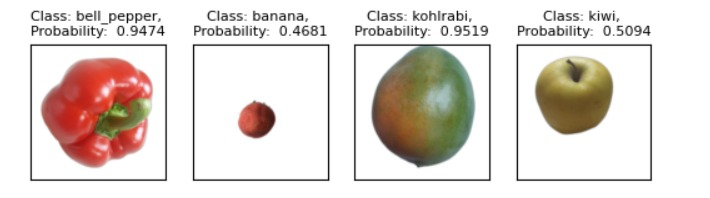 Class: bell_pepper,
Probability:  0.9474
Class: banana,
Probability:  0.4681
Class: kohlrabi,
Probability:  0.9519
Class: kiwi,
Probability:  0.5094